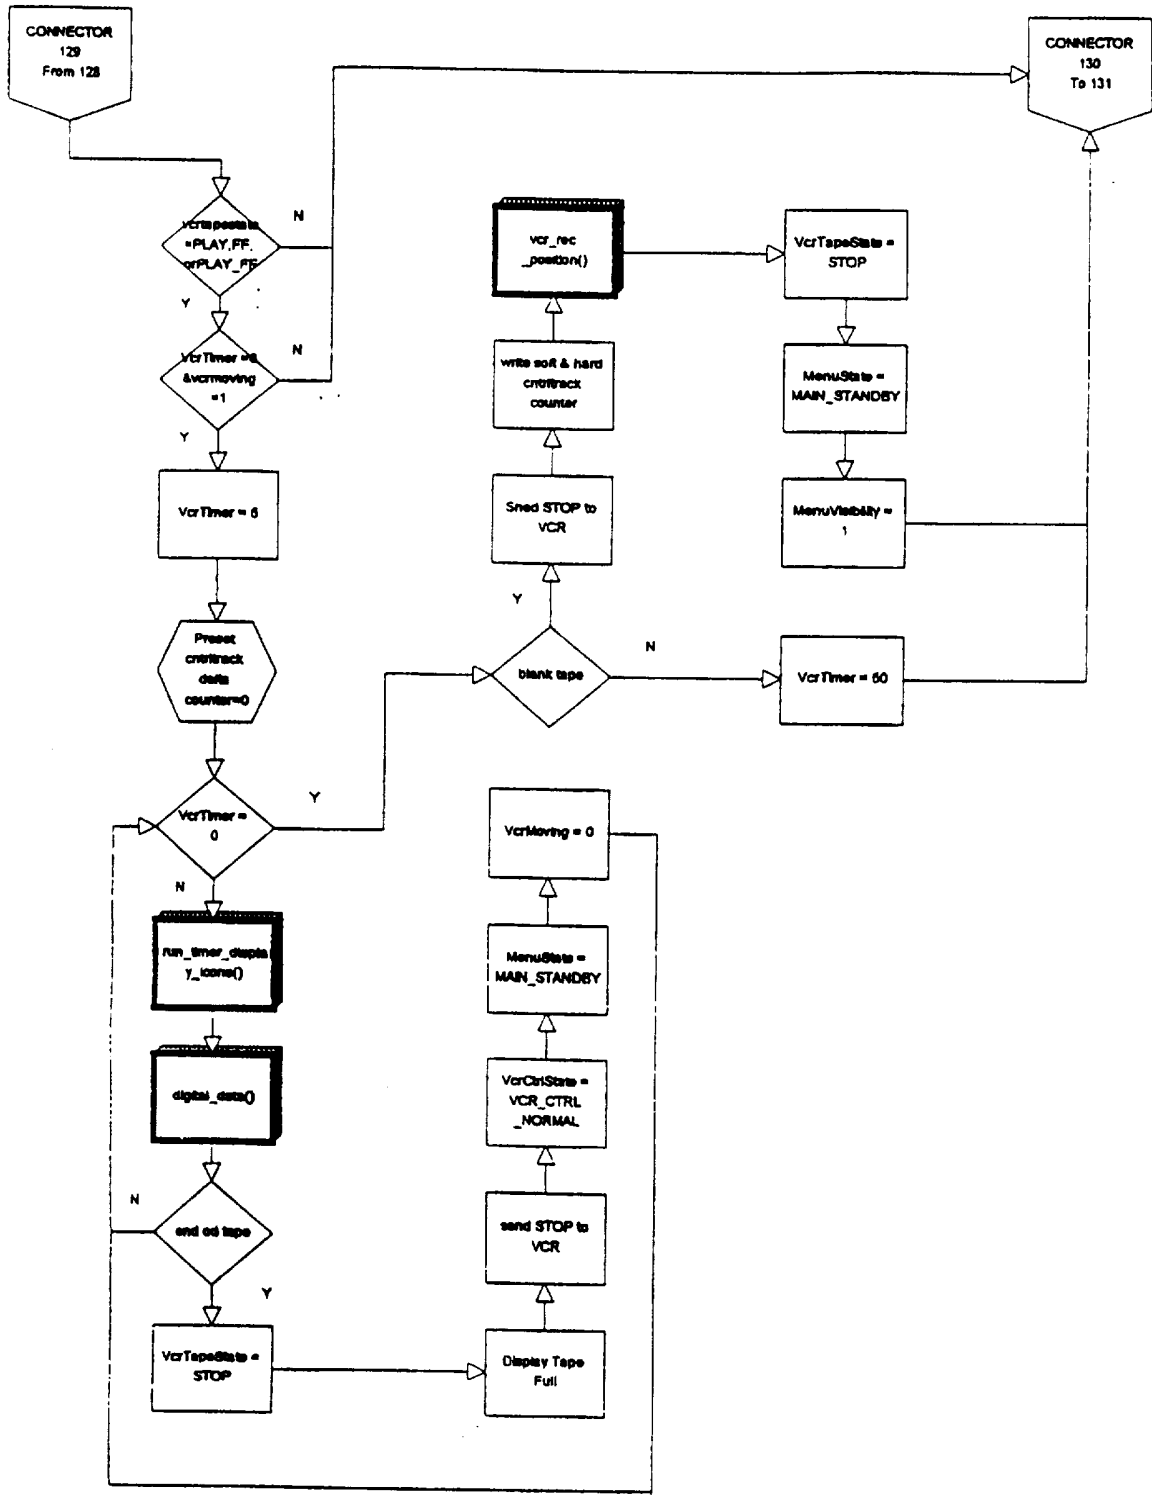 CONNECTOR
129
From 128
CONNECTOR
130
To 131
vcrtapestate
=PLAY,FF,
orPLAY_FF
N
Y
VcrTimer =0
&vcrmoving
=1
N
Y
VcrTimer = 5
Preset
cntrltrack
delta
counter=0
VcrTimer =
0
Y
N
run_timer_displa
y_icons()
digital_data()
end od tape
N
Y
VcrTapeState =
STOP
Display Tape
Full
send STOP to
VCR
VcrCtrlState =
VCR_CTRL
_NORMAL
MenuState =
MAIN_STANDBY
VcrMoving = 0
blank tape
Y
N
VcrTimer = 50
Sned STOP to
VCR
write soft & hard
cntrltrack
counter
vcr_rec
_position()
VcrTapeState =
STOP
MenuState =
MAIN_STANDBY
MenuVisibility =
1